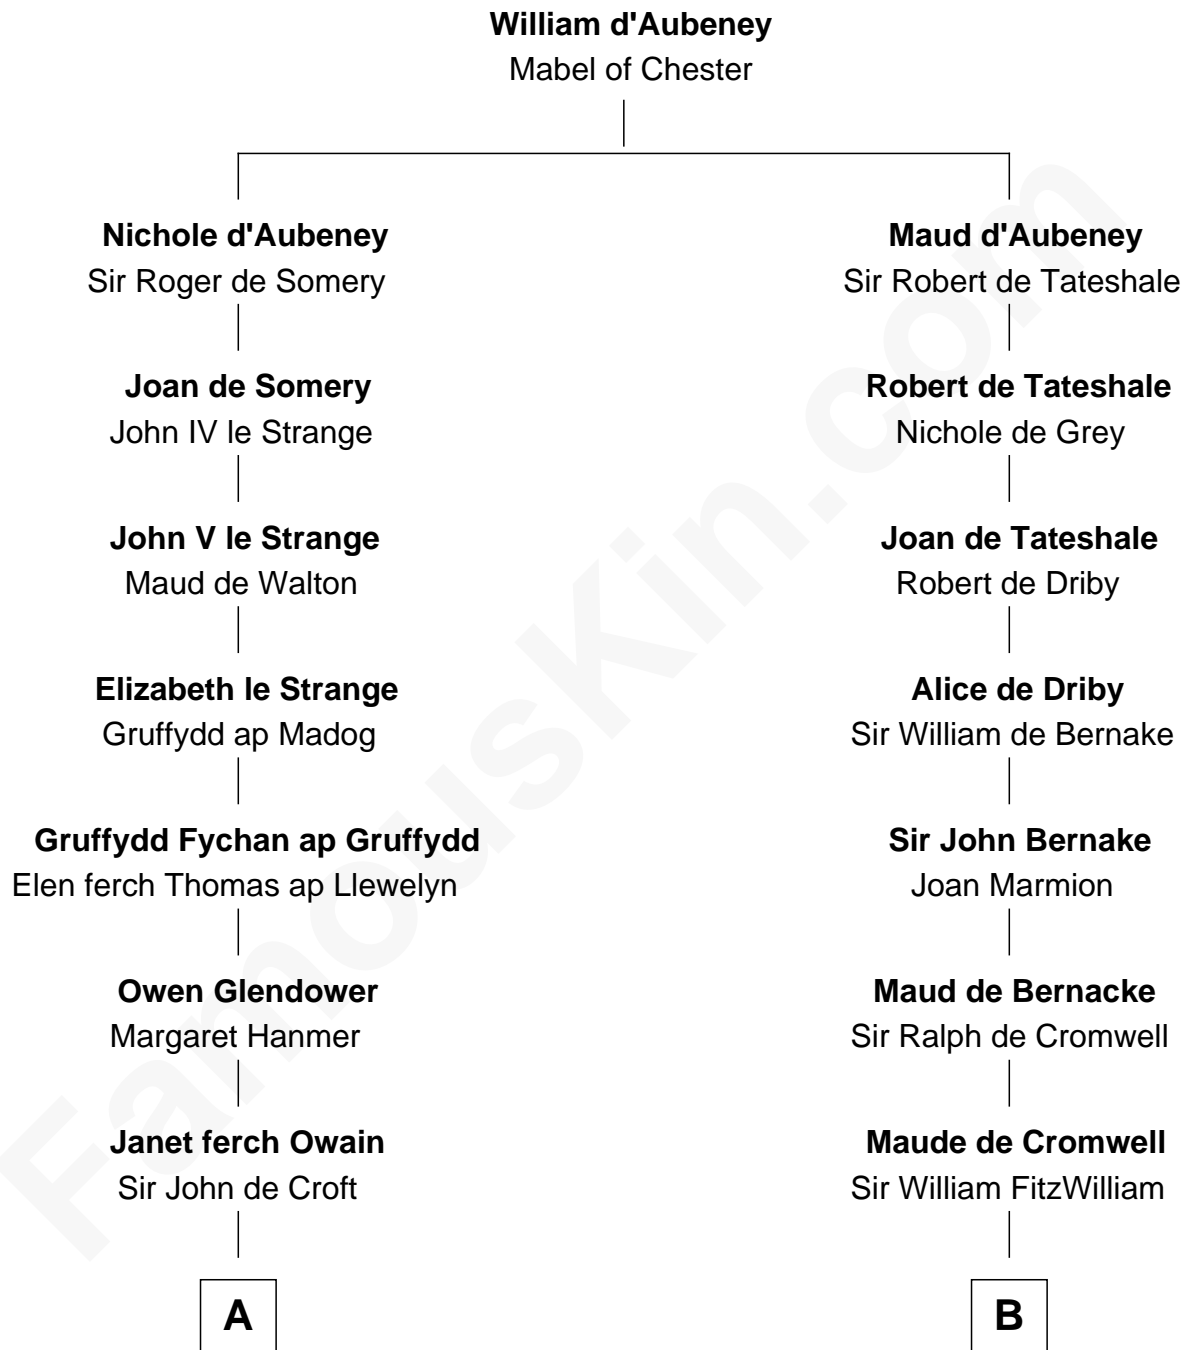 William d'Aubeney
Mabel of Chester
Nichole d'Aubeney
Sir Roger de Somery
Maud d'Aubeney
Sir Robert de Tateshale
Joan de Somery
John IV le Strange
Robert de Tateshale
Nichole de Grey
John V le Strange
Maud de Walton
Joan de Tateshale
Robert de Driby
Elizabeth le Strange
Gruffydd ap Madog
Alice de Driby
Sir William de Bernake
Gruffydd Fychan ap Gruffydd
Elen ferch Thomas ap Llewelyn
Sir John Bernake
Joan Marmion
Owen Glendower
Margaret Hanmer
Maud de Bernacke
Sir Ralph de Cromwell
Janet ferch Owain
Sir John de Croft
Maude de Cromwell
Sir William FitzWilliam
A
B
FamousKin.com